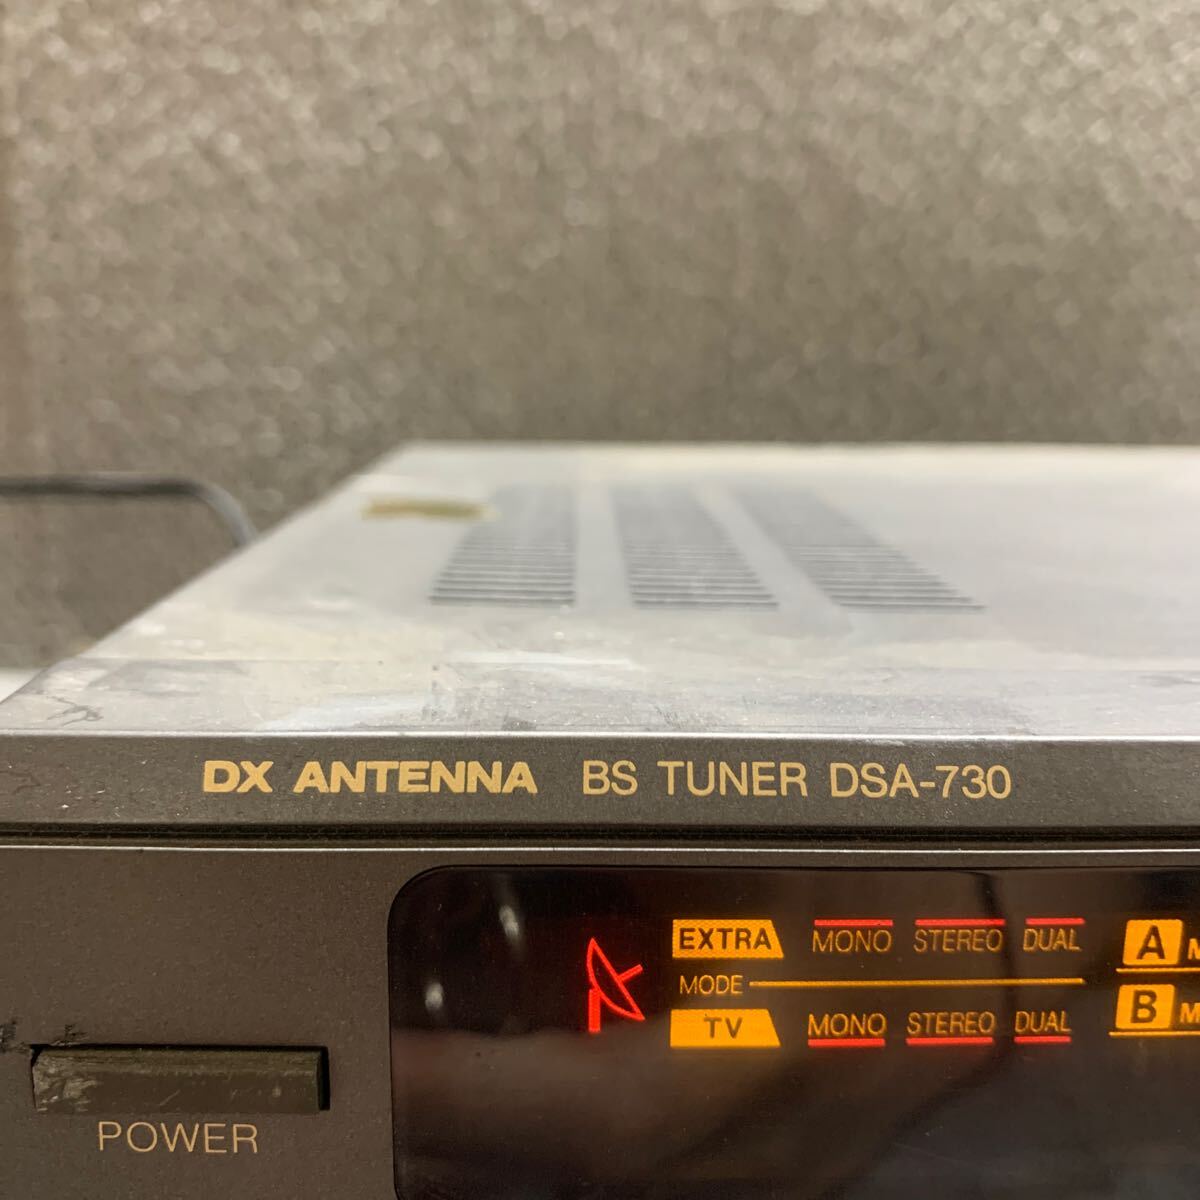 DX ANTENNA BS TUNER DSA-730
EXTRA MONO STEREO DUAL A M
MODE
TV MONO STEREO DUAL B M
POWER